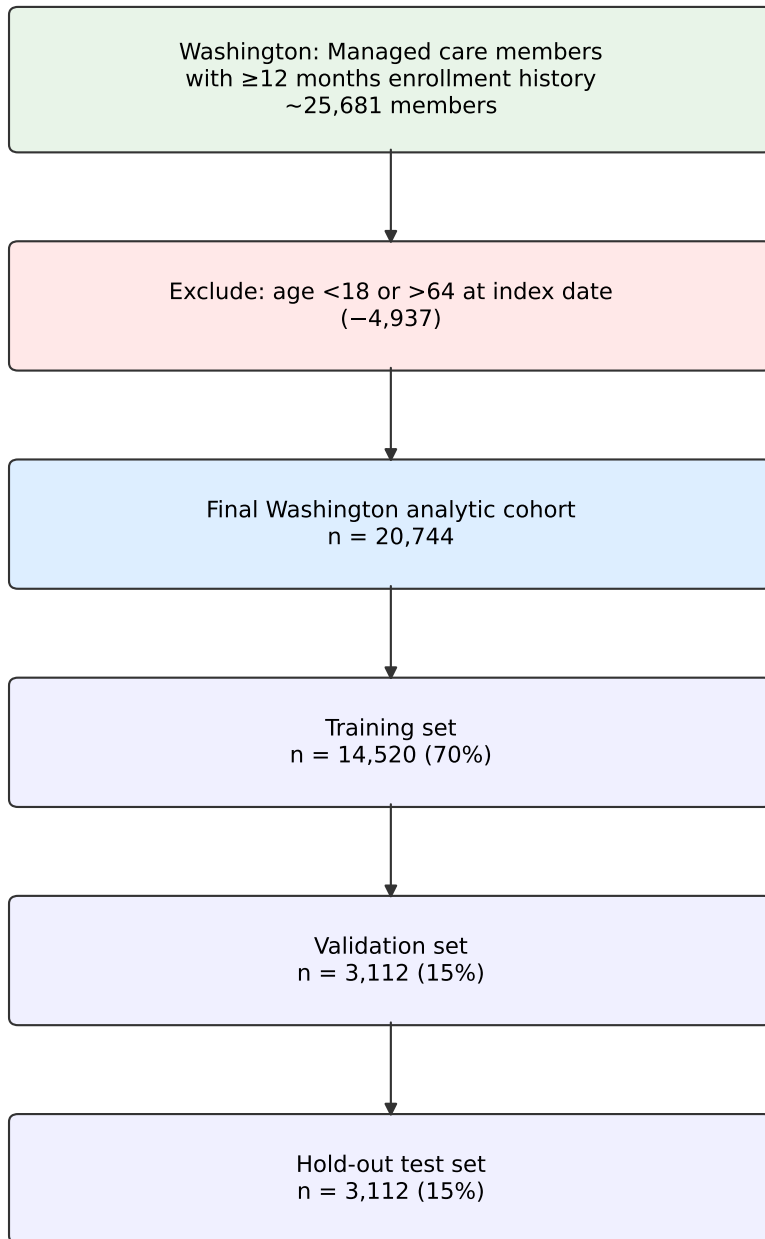 Washington: Managed care members
with ≥12 months enrollment history
~25,681 members
Exclude: age <18 or >64 at index date
(−4,937)
Final Washington analytic cohort
n = 20,744
Training set
n = 14,520 (70%)
Validation set
n = 3,112 (15%)
Hold-out test set
n = 3,112 (15%)